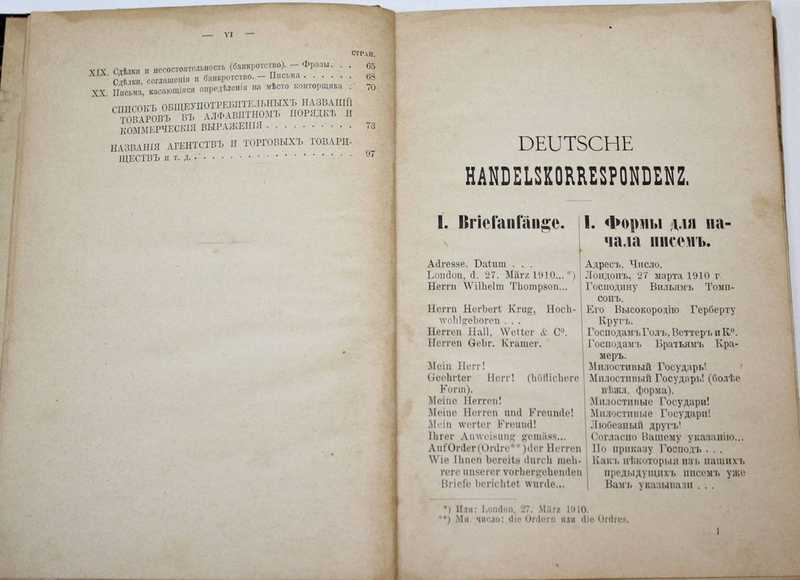 — VI —
СТРАН.
XIX. Сдѣлки и несостоятельность (банкротство). — Фразы. . . 65
Сдѣлки, соглашенія и банкротство. — Письма . . . . . . 68
XX. Письма, касающіяся опредѣленія на мѣсто конторщика . 70
СПИСОКЪ ОБЩЕУПОТРЕБИТЕЛЬНЫХЪ НАЗВАНІЙ
ТОВАРОВЪ ВЪ АЛФАВИТНОМЪ ПОРЯДКѢ И
КОММЕРЧЕСКІЯ ВЫРАЖЕНІЯ . . . . . . . . . . 73
НАЗВАНІЯ АГЕНТСТВЪ И ТОРГОВЫХЪ ТОВАРИ-
ЩЕСТВЪ и т. д. . . . . . . . . . . . . . . . . . 97
DEUTSCHE
HANDELSKORRESPONDENZ.
I. Briefanfänge.
Adresse. Datum . . .
London, d. 27. März 1910... *)
Herrn Wilhelm Thompson...
Herrn Herbert Krug, Hoch-
wohlgeboren . . .
Herren Hall, Wetter & Cº.
Herren Gebr. Kramer.
Mein Herr!
Geehrter Herr! (höflichere
Form).
Meine Herren!
Meine Herren und Freunde!
Mein werter Freund!
Ihrer Anweisung gemäss...
Auf Order (Ordre**) der Herren
Wie Ihnen bereits durch meh-
rere unserer vorhergehenden
Briefe berichtet wurde...
I. Формы для на-
чала писемъ.
Адресъ. Число.
Лондонъ, 27 марта 1910 г.
Господину Вильямъ Томп-
сонъ.
Его Высокородію Герберту
Кругъ.
Господамъ Голъ, Веттеръ и Kº.
Господамъ Братьямъ Кра-
меръ.
Милостивый Государь!
Милостивый Государь! (болѣе
вѣжл. форма).
Милостивые Государи!
Милостивые Государи!
Любезный другъ!
Согласно Вашему указанію...
По приказу Господъ . . .
Какъ нѣкоторыя изъ нашихъ
предыдущихъ писемъ уже
Вамъ указывали . . .
*) Или: London, 27. März 1910.
**) Мн. число: die Ordern или die Ordres.
1